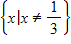 {x|x ≠ 1/3}